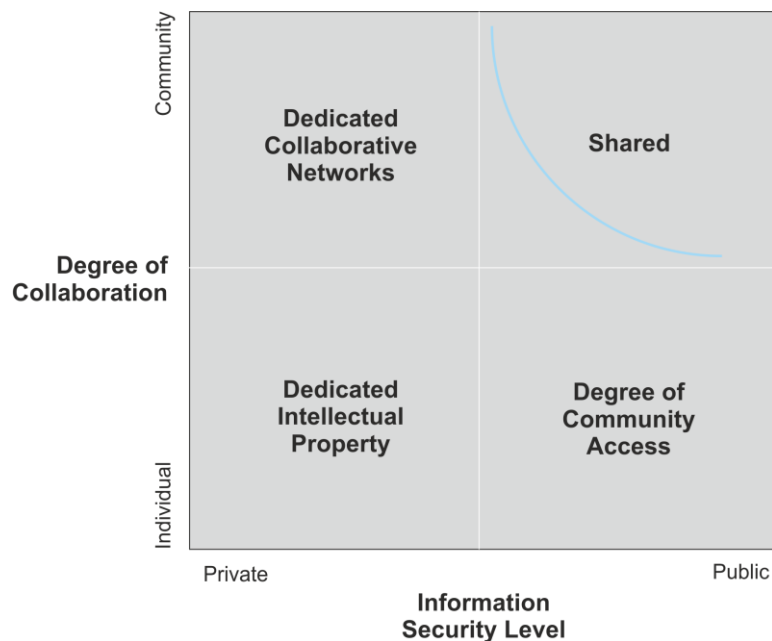 Community
Dedicated
Collaborative
Networks
Shared
Degree of
Collaboration
Dedicated
Intellectual
Property
Degree of
Community
Access
Individual
Private
Public
Information
Security Level